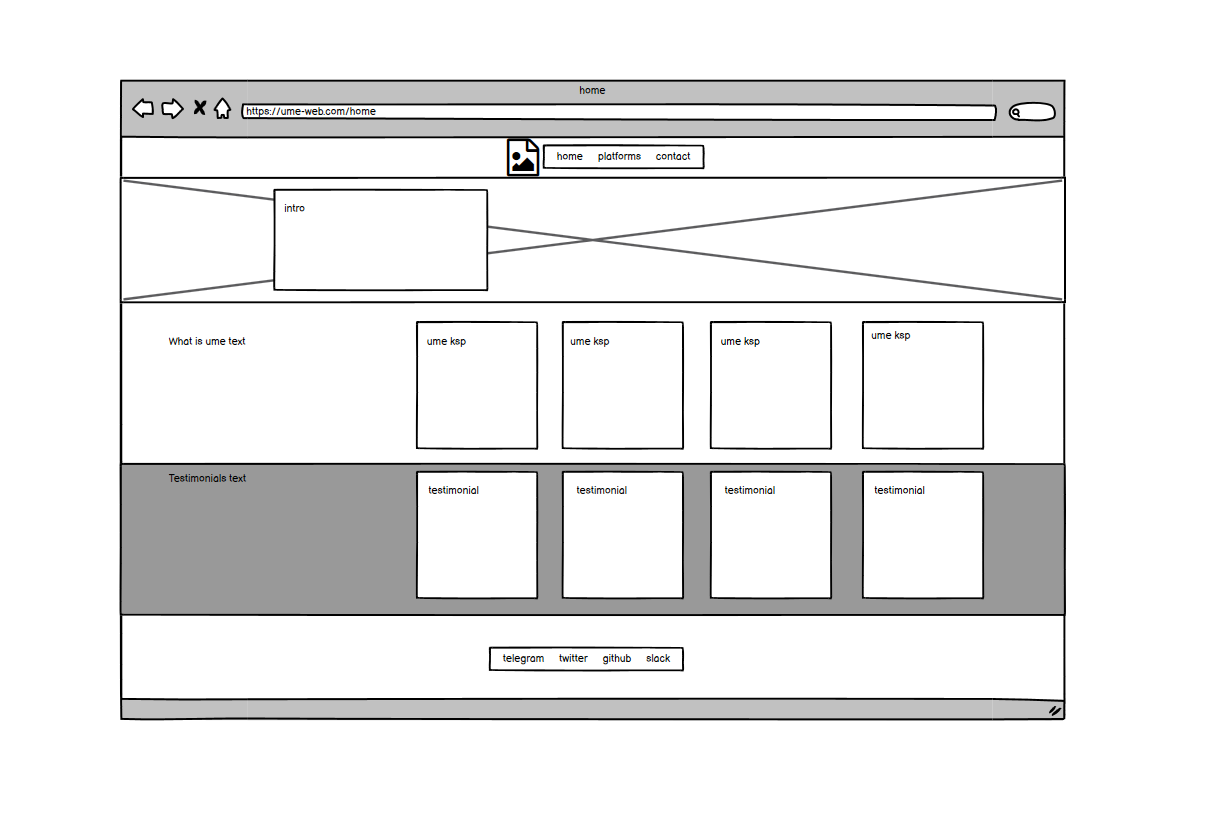 home
https://ume-web.com/home
home platforms contact
intro
What is ume text
ume ksp
ume ksp
ume ksp
ume ksp
Testimonials text
testimonial
testimonial
testimonial
testimonial
telegram twitter github slack